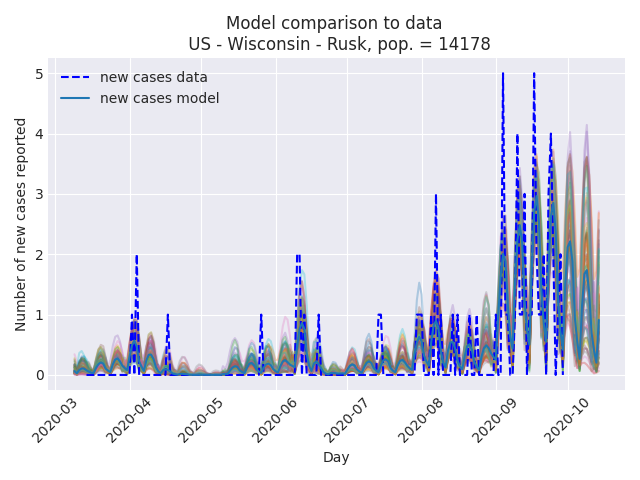 Model comparison to data
US - Wisconsin - Rusk, pop. = 14178
new cases data
new cases model
Number of new cases reported
5
4
3
2
1
0
2020-03
2020-04
2020-05
2020-06
2020-07
2020-08
2020-09
2020-10
Day